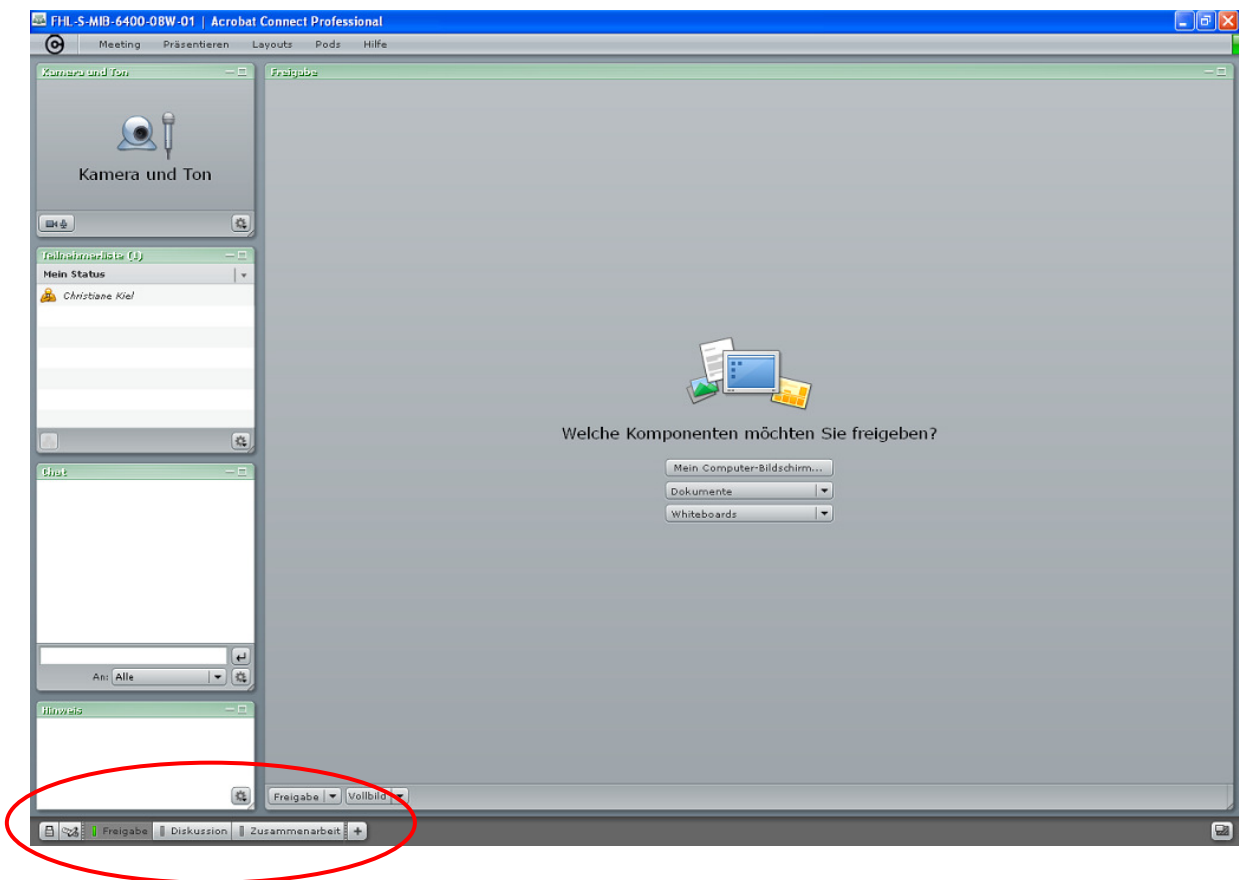 FHL-S-MIB-6400-08W-01 | Acrobat Connect Professional
Meeting Präsentieren Layouts Pods Hilfe
Kamera und Ton
Kamera und Ton
Teilnehmerliste (1)
Mein Status
Christiane Kiel
Chat
An: Alle
Hinweis
Freigabe
Welche Komponenten möchten Sie freigeben?
Mein Computer-Bildschirm...
Dokumente
Whiteboards
Freigabe Vollbild
Freigabe Diskussion Zusammenarbeit +